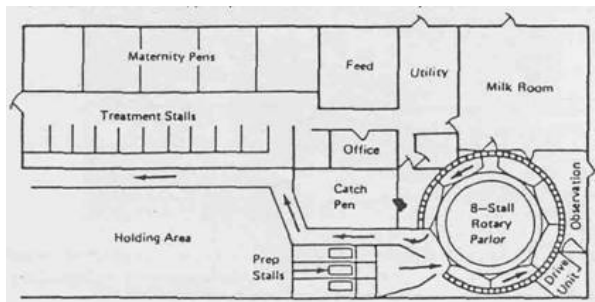 Maternity Pens
Feed
Utility
Milk Room
Treatment Stalls
Office
Catch
Pen
Observation
8-Stall
Rotary
Parlor
Holding Area
Prep
Stalls
Drive
Unit